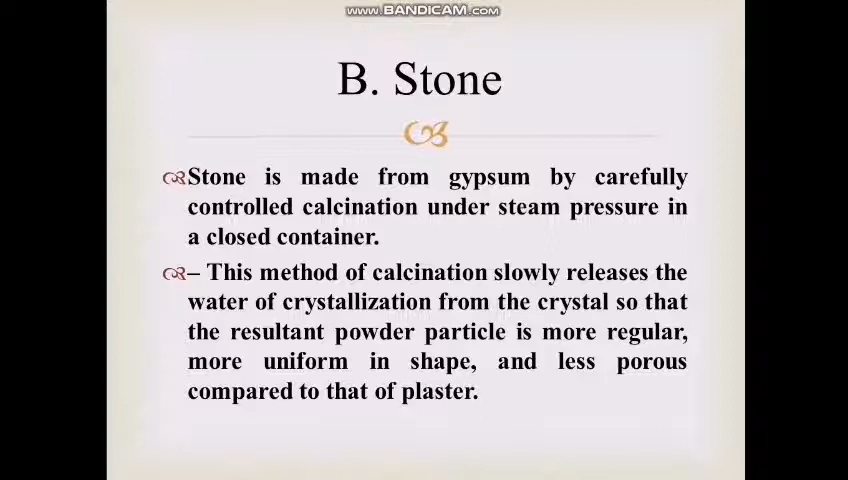 www.BANDICAM.com
B. Stone
Stone is made from gypsum by carefully
controlled calcination under steam pressure in
a closed container.
– This method of calcination slowly releases the
water of crystallization from the crystal so that
the resultant powder particle is more regular,
more uniform in shape, and less porous
compared to that of plaster.